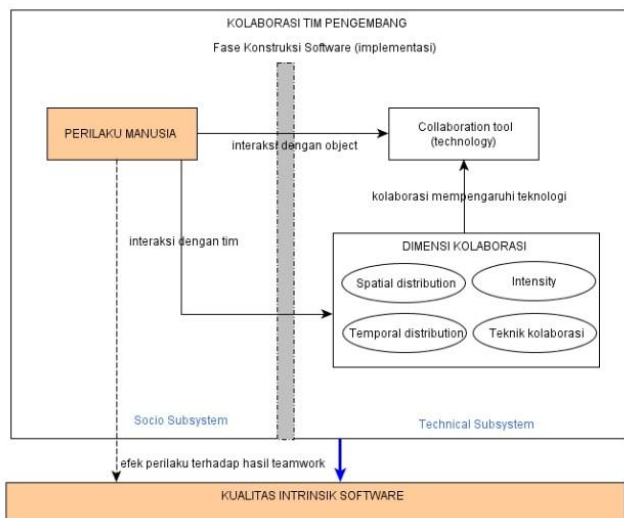 KOLABORASI TIM PENGEMBANG
Fase Konstruksi Software (implementasi)
PERILAKU MANUSIA
Collaboration tool
(technology)
interaksi dengan object
kolaborasi mempengaruhi teknologi
interaksi dengan tim
DIMENSI KOLABORASI
Spatial distribution
Intensity
Temporal distribution
Teknik kolaborasi
Socio Subsystem
Technical Subsystem
efek perilaku terhadap hasil teamwork
KUALITAS INTRINSIK SOFTWARE